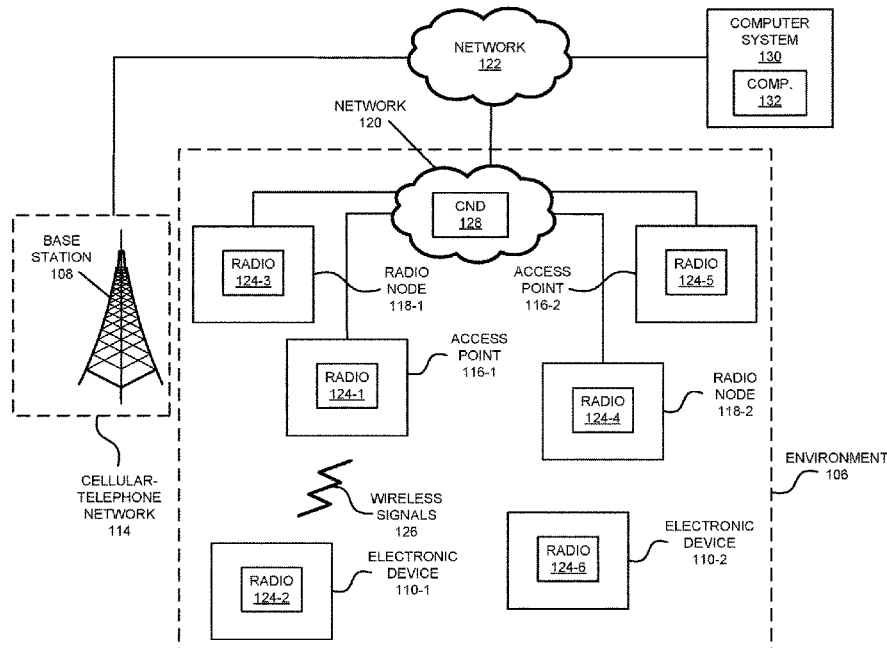 COMPUTER
SYSTEM
130
COMP.
132
NETWORK
122
NETWORK
120
CND
128
BASE
STATION
108
RADIO
124-3
RADIO
NODE
118-1
ACCESS
POINT
116-2
RADIO
124-5
ACCESS
POINT
116-1
RADIO
124-1
RADIO
124-4
RADIO
NODE
118-2
CELLULAR-
TELEPHONE
NETWORK
114
WIRELESS
SIGNALS
126
ENVIRONMENT
106
ELECTRONIC
DEVICE
110-2
RADIO
124-6
ELECTRONIC
DEVICE
110-1
RADIO
124-2